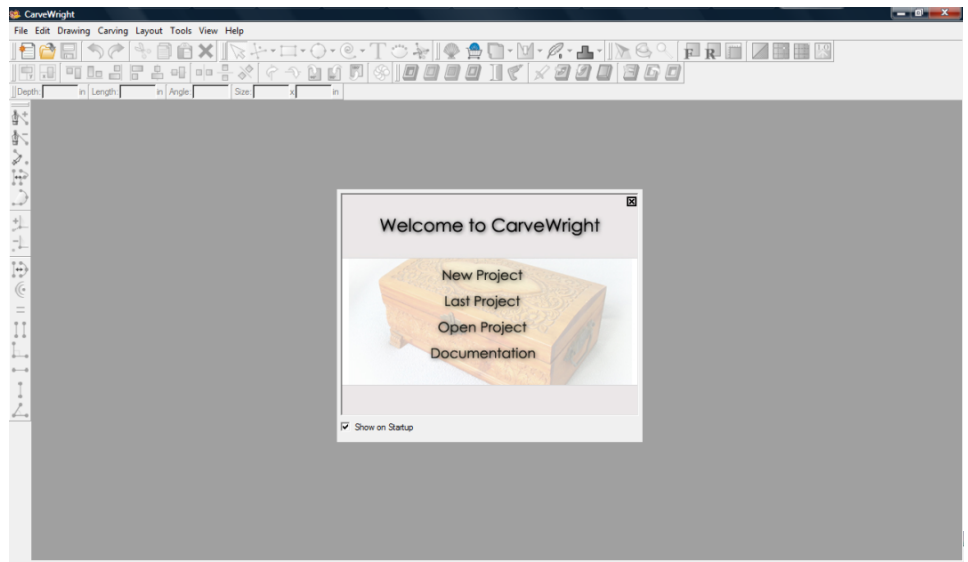 CarveWright
File Edit Drawing Carving Layout Tools View Help
T
F R
Depth: in Length: in Angle: Size: x in
Welcome to CarveWright
New Project
Last Project
Open Project
Documentation
Show on Startup